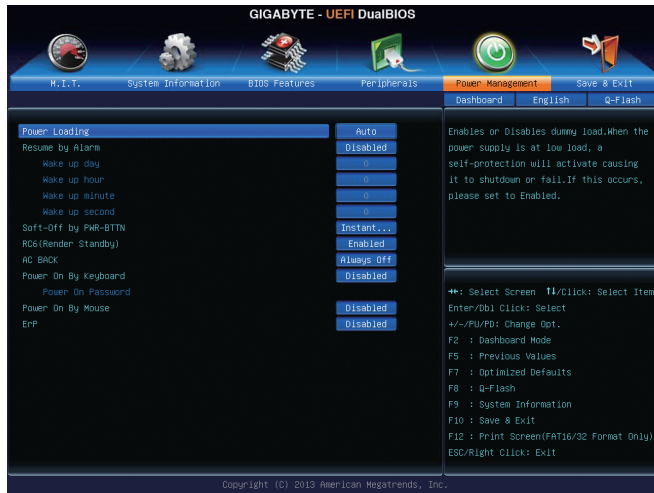 GIGABYTE - UEFI DualBIOS
M.I.T. System Information BIOS Features Peripherals Power Management Save & Exit
Dashboard English Q-Flash
Power Loading Auto
Resume by Alarm Disabled
Wake up day 0
Wake up hour 0
Wake up minute 0
Wake up second 0
Soft-Off by PWR-BTTN Instant...
RC6(Render Standby) Enabled
AC BACK Always Off
Power On By Keyboard Disabled
Power On Password
Power On By Mouse Disabled
ErP Disabled
Enables or Disables dummy load.When the
power supply is at low load, a
self-protection will activate causing
it to shutdown or fail.If this occurs,
please set to Enabled.
↔: Select Screen ↑↓/Click: Select Item
Enter/Dbl Click: Select
+/-/PU/PD: Change Opt.
F2 : Dashboard Mode
F5 : Previous Values
F7 : Optimized Defaults
F8 : Q-Flash
F9 : System Information
F10 : Save & Exit
F12 : Print Screen(FAT16/32 Format Only)
ESC/Right Click: Exit
Copyright (C) 2013 American Megatrends, Inc.